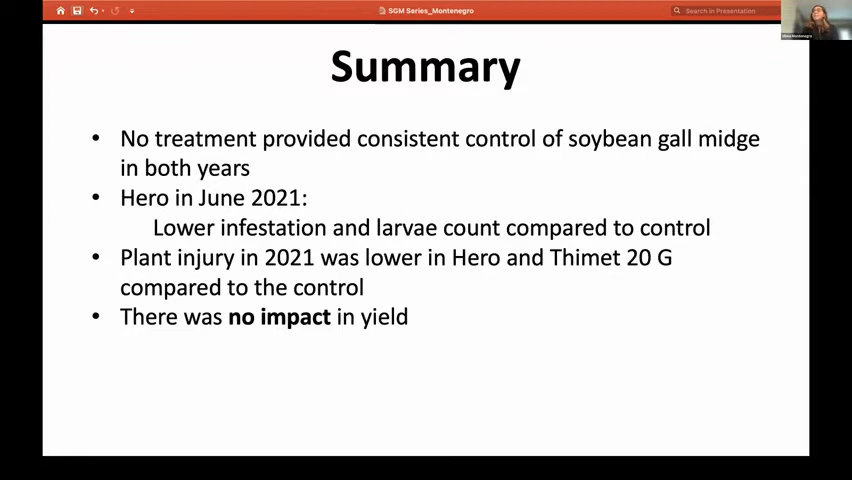 SGM Series_Montenegro
Search in Presentation
Montenegro
Summary
• No treatment provided consistent control of soybean gall midge
in both years
• Hero in June 2021:
Lower infestation and larvae count compared to control
• Plant injury in 2021 was lower in Hero and Thimet 20 G
compared to the control
• There was no impact in yield